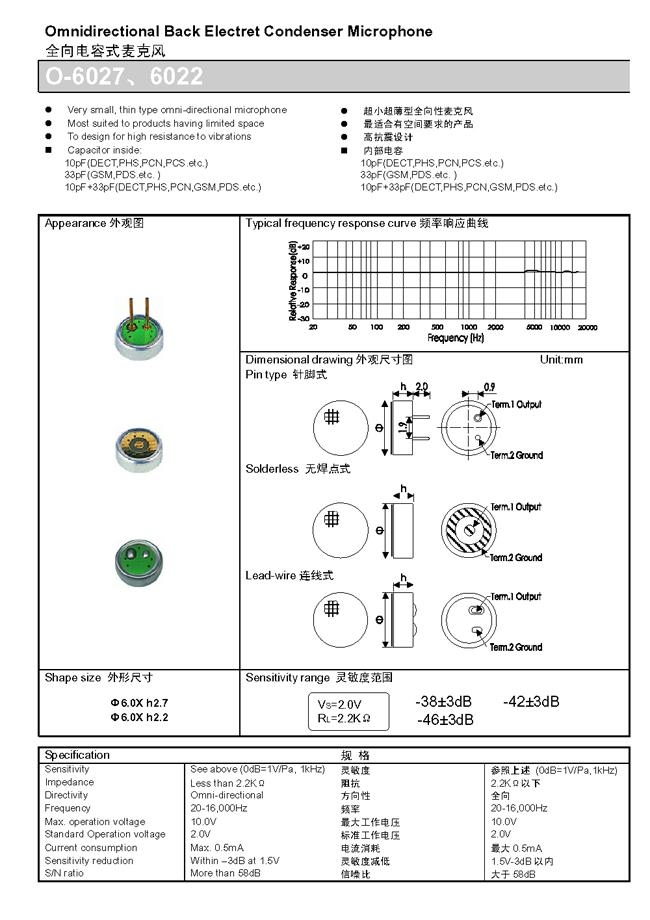 Omnidirectional Back Electret Condenser Microphone
全向电容式麦克风
O-6027、6022
● Very small, thin type omni-directional microphone
● Most suited to products having limited space
● To design for high resistance to vibrations
■ Capacitor inside:
10pF(DECT,PHS,PCN,PCS.etc.)
33pF(GSM,PDS.etc. )
10pF+33pF(DECT,PHS,PCN,GSM,PDS.etc.)
● 超小超薄型全向性麦克风
● 最适合有空间要求的产品
● 高抗震设计
■ 内部电容
10pF(DECT,PHS,PCN,PCS.etc.)
33pF(GSM,PDS.etc.)
10pF+33pF(DECT,PHS,PCN,GSM,PDS.etc.)
Appearance 外观图
Typical frequency response curve 频率响应曲线
Relative Response(dB)
+20
+10
0
-10
-20
-30
20 50 100 200 500 1000 2000 5000 10000 20000
Frequency (Hz)
Dimensional drawing 外观尺寸图 Unit:mm
Pin type 针脚式
h 2.0 0.9
Φ 1.9
Term.1 Output
Term.2 Ground
Solderless 无焊点式
h
Φ
Term.1 Output
Term.2 Ground
Lead-wire 连线式
h
Φ
Term.1 Output
Term.2 Ground
Shape size 外形尺寸
Φ6.0X h2.7
Φ6.0X h2.2
Sensitivity range 灵敏度范围
VS=2.0V
RL=2.2KΩ
-38±3dB -42±3dB
-46±3dB
Specification 规 格
Sensitivity See above (0dB=1V/Pa, 1kHz) 灵敏度 参照上述 (0dB=1V/Pa,1kHz)
Impedance Less than 2.2KΩ 阻抗 2.2KΩ以下
Directivity Omni-directional 方向性 全向
Frequency 20-16,000Hz 频率 20-16,000Hz
Max. operation voltage 10.0V 最大工作电压 10.0V
Standard Operation voltage 2.0V 标准工作电压 2.0V
Current consumption Max. 0.5mA 电流消耗 最大 0.5mA
Sensitivity reduction Within –3dB at 1.5V 灵敏度减低 1.5V-3dB 以内
S/N ratio More than 58dB 信噪比 大于 58dB